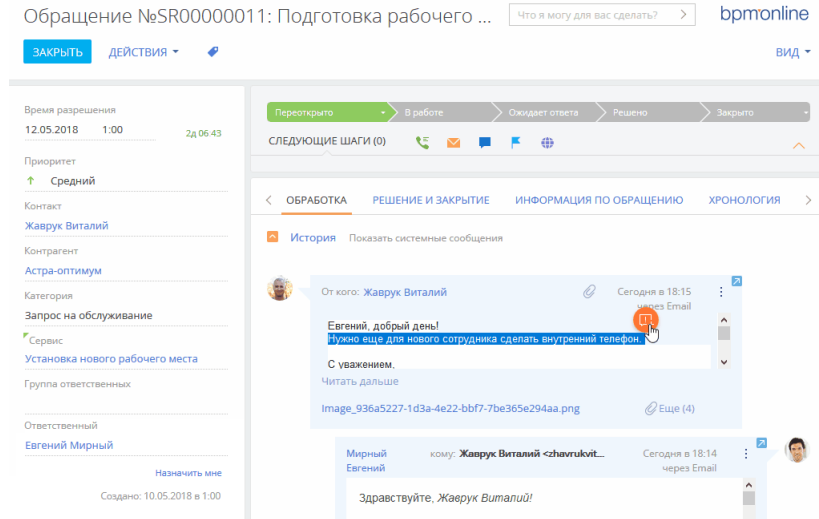 Обращение №SR00000011: Подготовка рабочего ...
Что я могу для вас сделать?
bpmonline
ЗАКРЫТЬ
ДЕЙСТВИЯ
ВИД
Время разрешения
12.05.2018 1:00 2д 06 43
Приоритет
Средний
Контакт
Жаврук Виталий
Контрагент
Астра-оптимум
Категория
Запрос на обслуживание
Сервис
Установка нового рабочего места
Группа ответственных
Ответственный
Евгений Мирный
Назначить мне
Создано: 10.05.2018 в 1:00
Переоткрыто
В работе
Ожидает ответа
Решено
Закрыто
СЛЕДУЮЩИЕ ШАГИ (0)
ОБРАБОТКА
РЕШЕНИЕ И ЗАКРЫТИЕ
ИНФОРМАЦИЯ ПО ОБРАЩЕНИЮ
ХРОНОЛОГИЯ
История Показать системные сообщения
От кого: Жаврук Виталий
Сегодня в 18:15
через Email
Евгений, добрый день!
Нужно еще для нового сотрудника сделать внутренний телефон.
С уважением,
Читать дальше
Image_936a5227-1d3a-4e22-bbf7-7be365e294aa.png
Еще (4)
Мирный
Евгений
кому: Жаврук Виталий <zhavrukvit...
Сегодня в 18:14
через Email
Здравствуйте, Жаврук Виталий!